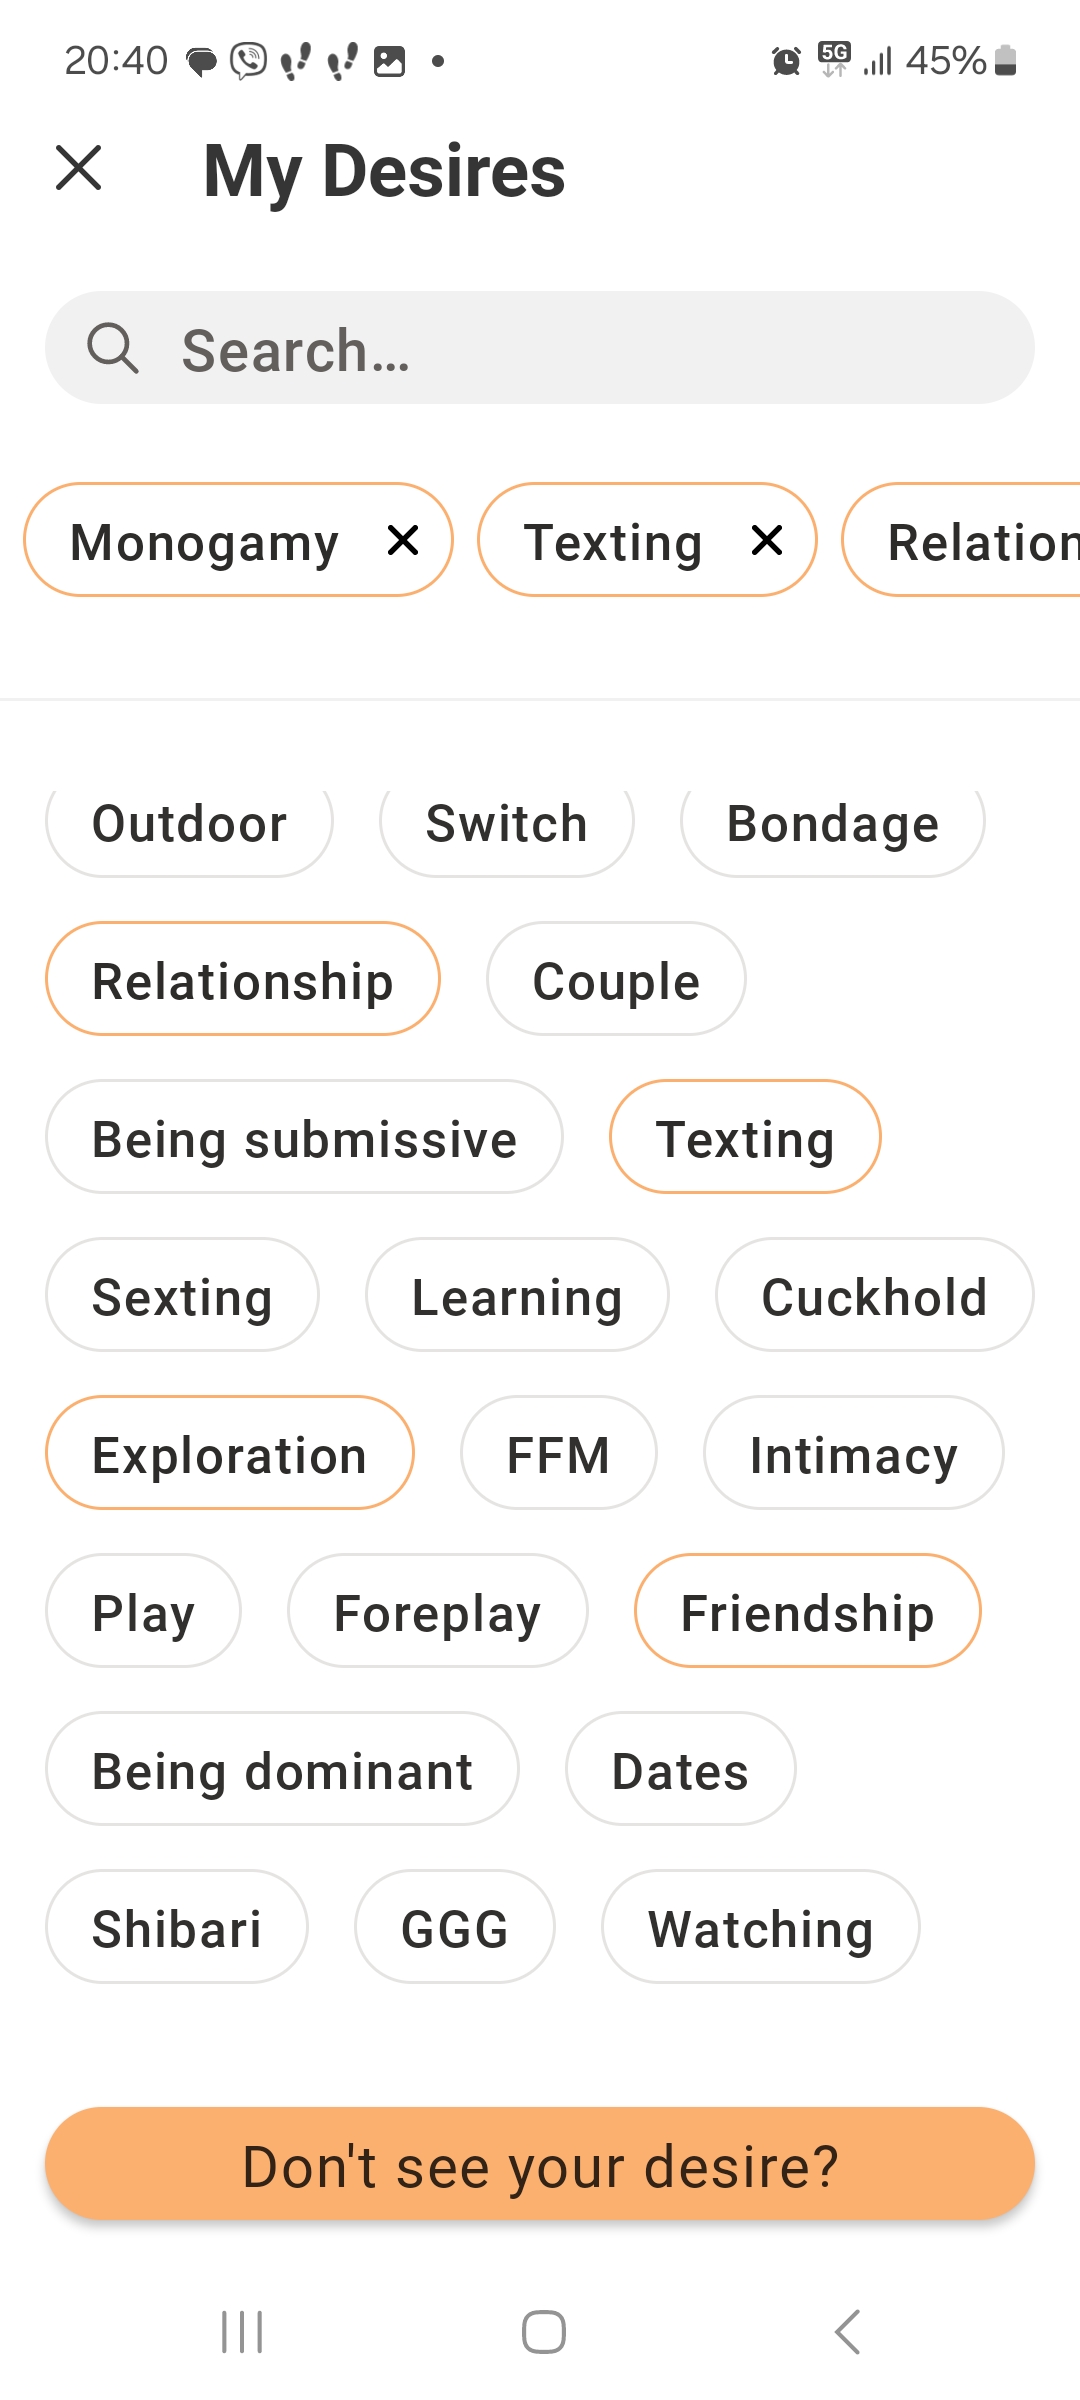 20:40 5G 45%
My Desires
Search...
Monogamy Texting Relation
Outdoor Switch Bondage
Relationship Couple
Being submissive Texting
Sexting Learning Cuckhold
Exploration FFM Intimacy
Play Foreplay Friendship
Being dominant Dates
Shibari GGG Watching
Don't see your desire?